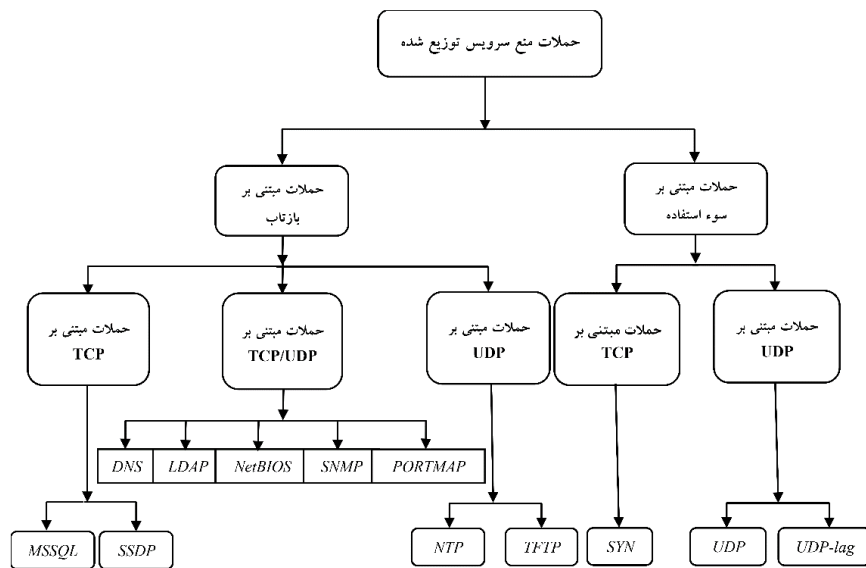 حملات منع سرویس توزیع شده
حملات مبتنی بر
بازتاب
حملات مبتنی بر
سوء استفاده
حملات مبتنی بر
TCP
حملات مبتنی بر
TCP/UDP
حملات مبتنی بر
UDP
حملات مبتنی بر
TCP
حملات مبتنی بر
UDP
DNS
LDAP
NetBIOS
SNMP
PORTMAP
MSSQL
SSDP
NTP
TFTP
SYN
UDP
UDP-lag